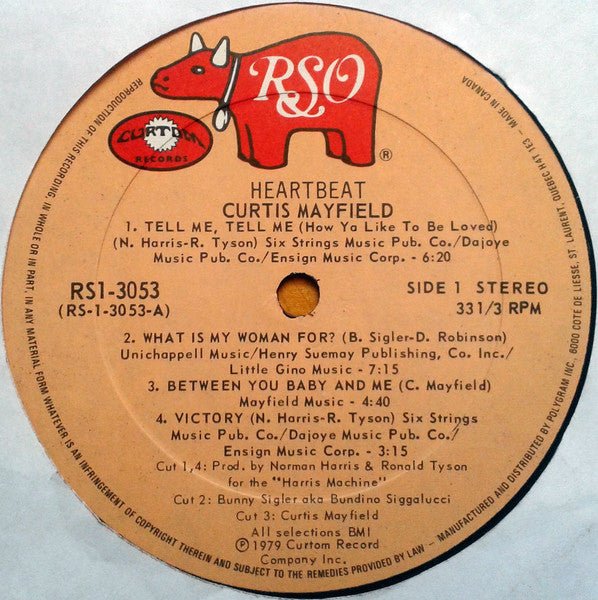 RSO
®
CURTOM
RECORDS
HEARTBEAT
CURTIS MAYFIELD
1. TELL ME, TELL ME (How Ya Like To Be Loved)
(N. Harris-R. Tyson) Six Strings Music Pub. Co./Dajoye
Music Pub. Co./Ensign Music Corp. - 6:20
RS1-3053
(RS-1-3053-A)
SIDE 1 STEREO
33 1/3 RPM
2. WHAT IS MY WOMAN FOR? (B. Sigler-D. Robinson)
Unichappell Music/Henry Suemay Publishing, Co. Inc./
Little Gino Music - 7:15
3. BETWEEN YOU BABY AND ME (C. Mayfield)
Mayfield Music - 4:40
4. VICTORY (N. Harris-R. Tyson) Six Strings
Music Pub. Co./Dajoye Music Pub. Co./
Ensign Music Corp. - 3:15
Cut 1,4: Prod. by Norman Harris & Ronald Tyson
for the "Harris Machine"
Cut 2: Bunny Sigler aka Bundino Siggalucci
Cut 3: Curtis Mayfield
All selections BMI
Ⓟ 1979 Curtom Record
Company Inc.
REPRODUCTION OF THIS RECORDING, IN WHOLE OR IN PART, IN ANY MATERIAL FORM WHATEVER IS AN INFRINGEMENT OF COPYRIGHT THEREIN AND SUBJECT TO THE REMEDIES PROVIDED BY LAW – MANUFACTURED AND DISTRIBUTED BY POLYGRAM INC., 6000 COTE DE LIESSE, ST LAURENT, QUEBEC H4T 1E3 – MADE IN CANADA